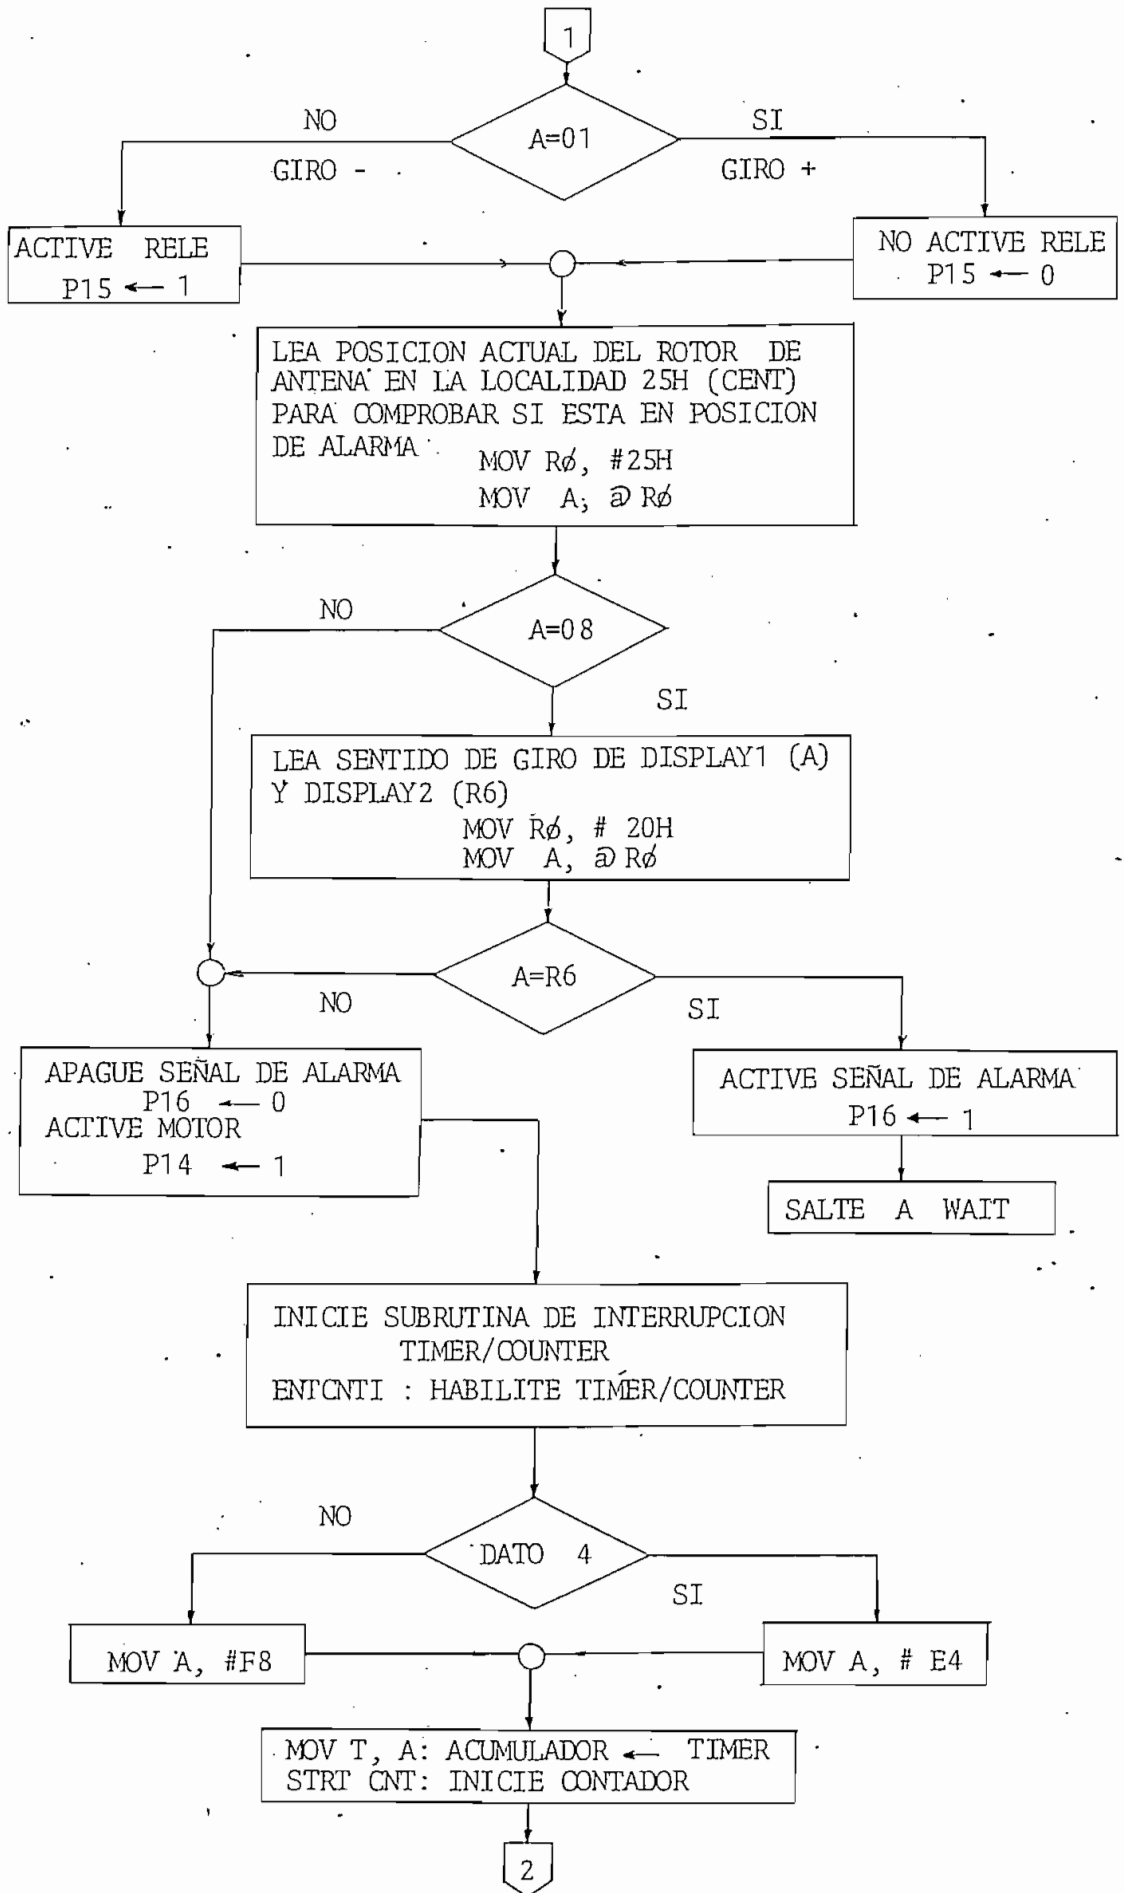 1
A=01
NO
GIRO -
SI
GIRO +
ACTIVE RELE
P15 ← 1
NO ACTIVE RELE
P15 ← 0
LEA POSICION ACTUAL DEL ROTOR DE
ANTENA EN LA LOCALIDAD 25H (CENT)
PARA COMPROBAR SI ESTA EN POSICION
DE ALARMA
MOV RØ, #25H
MOV A, @ RØ
A=08
NO
SI
LEA SENTIDO DE GIRO DE DISPLAY1 (A)
Y DISPLAY2 (R6)
MOV RØ, # 20H
MOV A, @ RØ
A=R6
NO
SI
APAGUE SEÑAL DE ALARMA
P16 ← 0
ACTIVE MOTOR
P14 ← 1
ACTIVE SEÑAL DE ALARMA
P16 ← 1
SALTE A WAIT
INICIE SUBRUTINA DE INTERRUPCION
TIMER/COUNTER
ENTCNTI : HABILITE TIMER/COUNTER
DATO 4
NO
SI
MOV A, #F8
MOV A, # E4
MOV T, A: ACUMULADOR ← TIMER
STRT CNT: INICIE CONTADOR
2